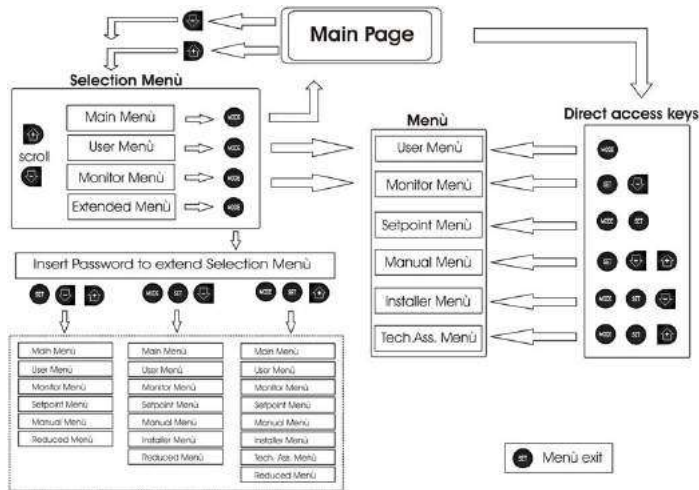 Main Page
Selection Menù
Main Menù
MODE
scroll
User Menù
MODE
Monitor Menù
MODE
Extended Menù
MODE
Insert Password to extend Selection Menù
SET
MODE SET
MODE SET
Main Menù
User Menù
Monitor Menù
Setpoint Menù
Manual Menù
Reduced Menù
Main Menù
User Menù
Monitor Menù
Setpoint Menù
Manual Menù
Installer Menù
Reduced Menù
Main Menù
User Menù
Monitor Menù
Setpoint Menù
Manual Menù
Installer Menù
Tech. Ass. Menù
Reduced Menù
Menù
User Menù
Monitor Menù
Setpoint Menù
Manual Menù
Installer Menù
Tech.Ass. Menù
Direct access keys
MODE
SET
MODE SET
SET
MODE SET
MODE SET
SET Menù exit